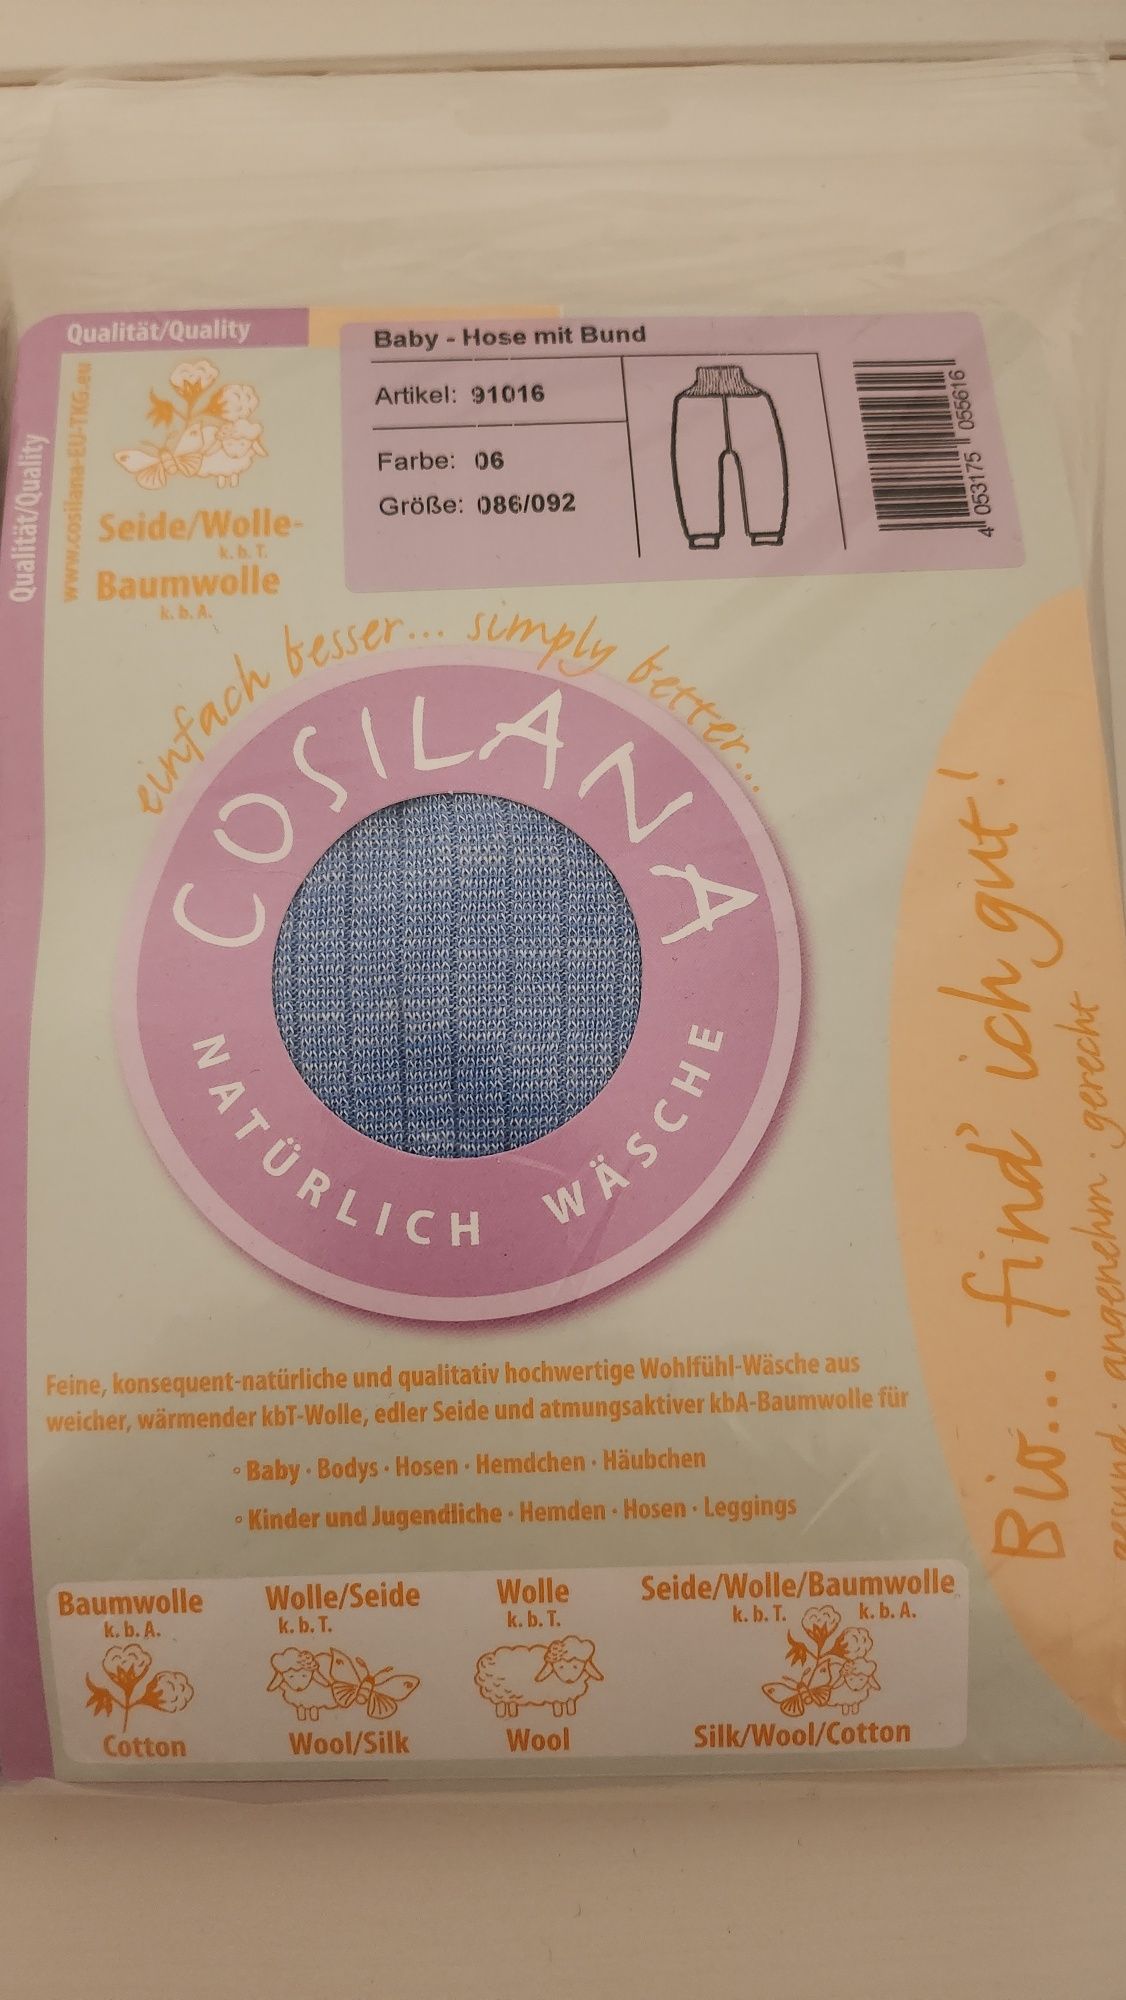 Qualität/Quality
Qualität/Quality
www.cosilana-EU-TKG.eu
Seide/Wolle-
k. b. T.
Baumwolle
k. b. A.
Baby - Hose mit Bund
Artikel: 91016
Farbe: 06
Größe: 086/092
4 053175 055616
einfach besser... simply better...
COSILANA
NATÜRLICH WÄSCHE
Bio... find' ich gut!
gesund · angenehm · gerecht
Feine, konsequent-natürliche und qualitativ hochwertige Wohlfühl-Wäsche aus
weicher, wärmender kbT-Wolle, edler Seide und atmungsaktiver kbA-Baumwolle für
◦ Baby · Bodys · Hosen · Hemdchen · Häubchen
◦ Kinder und Jugendliche · Hemden · Hosen · Leggings
Baumwolle
k. b. A.
Cotton
Wolle/Seide
k. b. T.
Wool/Silk
Wolle
k. b. T.
Wool
Seide/Wolle/Baumwolle
k. b. T. k. b. A.
Silk/Wool/Cotton